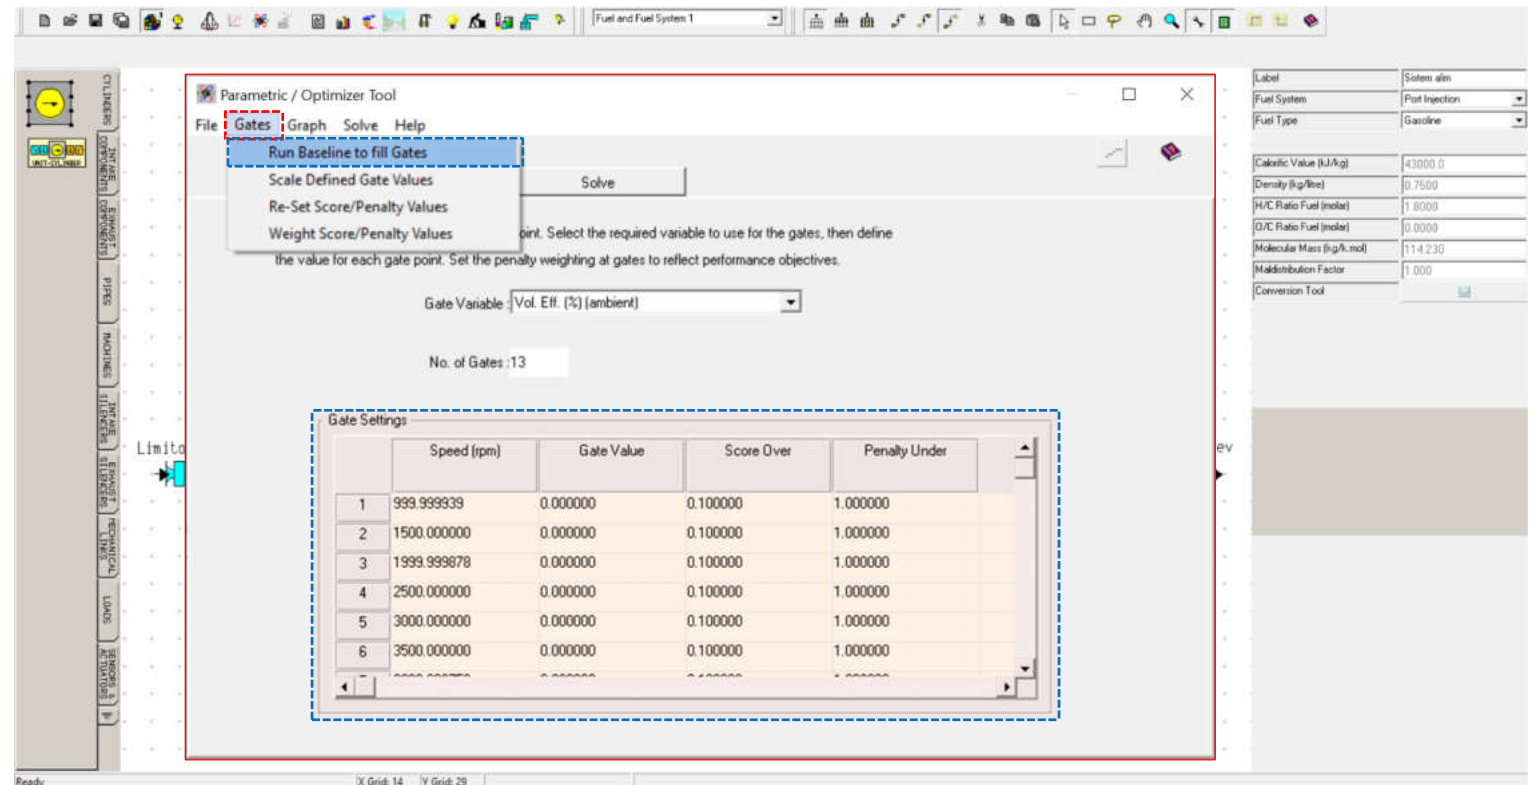 Fuel and Fuel System 1
CYLINDERS
INTAKE COMPONENTS
EXHAUST COMPONENTS
PIPES
MACHINES
INTAKE SILENCERS
EXHAUST SILENCERS
MECHANICAL LINKS
LOADS
SENSORS & ACTUATORS
UNIT-CYLINDER
Limito
Parametric / Optimizer Tool
File Gates Graph Solve Help
Run Baseline to fill Gates
Scale Defined Gate Values
Re-Set Score/Penalty Values
Weight Score/Penalty Values
Solve
oint. Select the required variable to use for the gates, then define
the value for each gate point. Set the penalty weighting at gates to reflect performance objectives.
Gate Variable : Vol. Eff. (%) (ambient)
No. of Gates : 13
Gate Settings
Speed (rpm) Gate Value Score Over Penalty Under
1 999.999939 0.000000 0.100000 1.000000
2 1500.000000 0.000000 0.100000 1.000000
3 1999.999878 0.000000 0.100000 1.000000
4 2500.000000 0.000000 0.100000 1.000000
5 3000.000000 0.000000 0.100000 1.000000
6 3500.000000 0.000000 0.100000 1.000000
ev
Label Sistem alim
Fuel System Port Injection
Fuel Type Gasoline
Calorific Value (kJ/kg) 43000.0
Density (kg/litre) 0.7500
H/C Ratio Fuel (molar) 1.8000
O/C Ratio Fuel (molar) 0.0000
Molecular Mass (kg/k.mol) 114.230
Maldistribution Factor 1.000
Conversion Tool
Ready X Grid: 14 Y Grid: 29